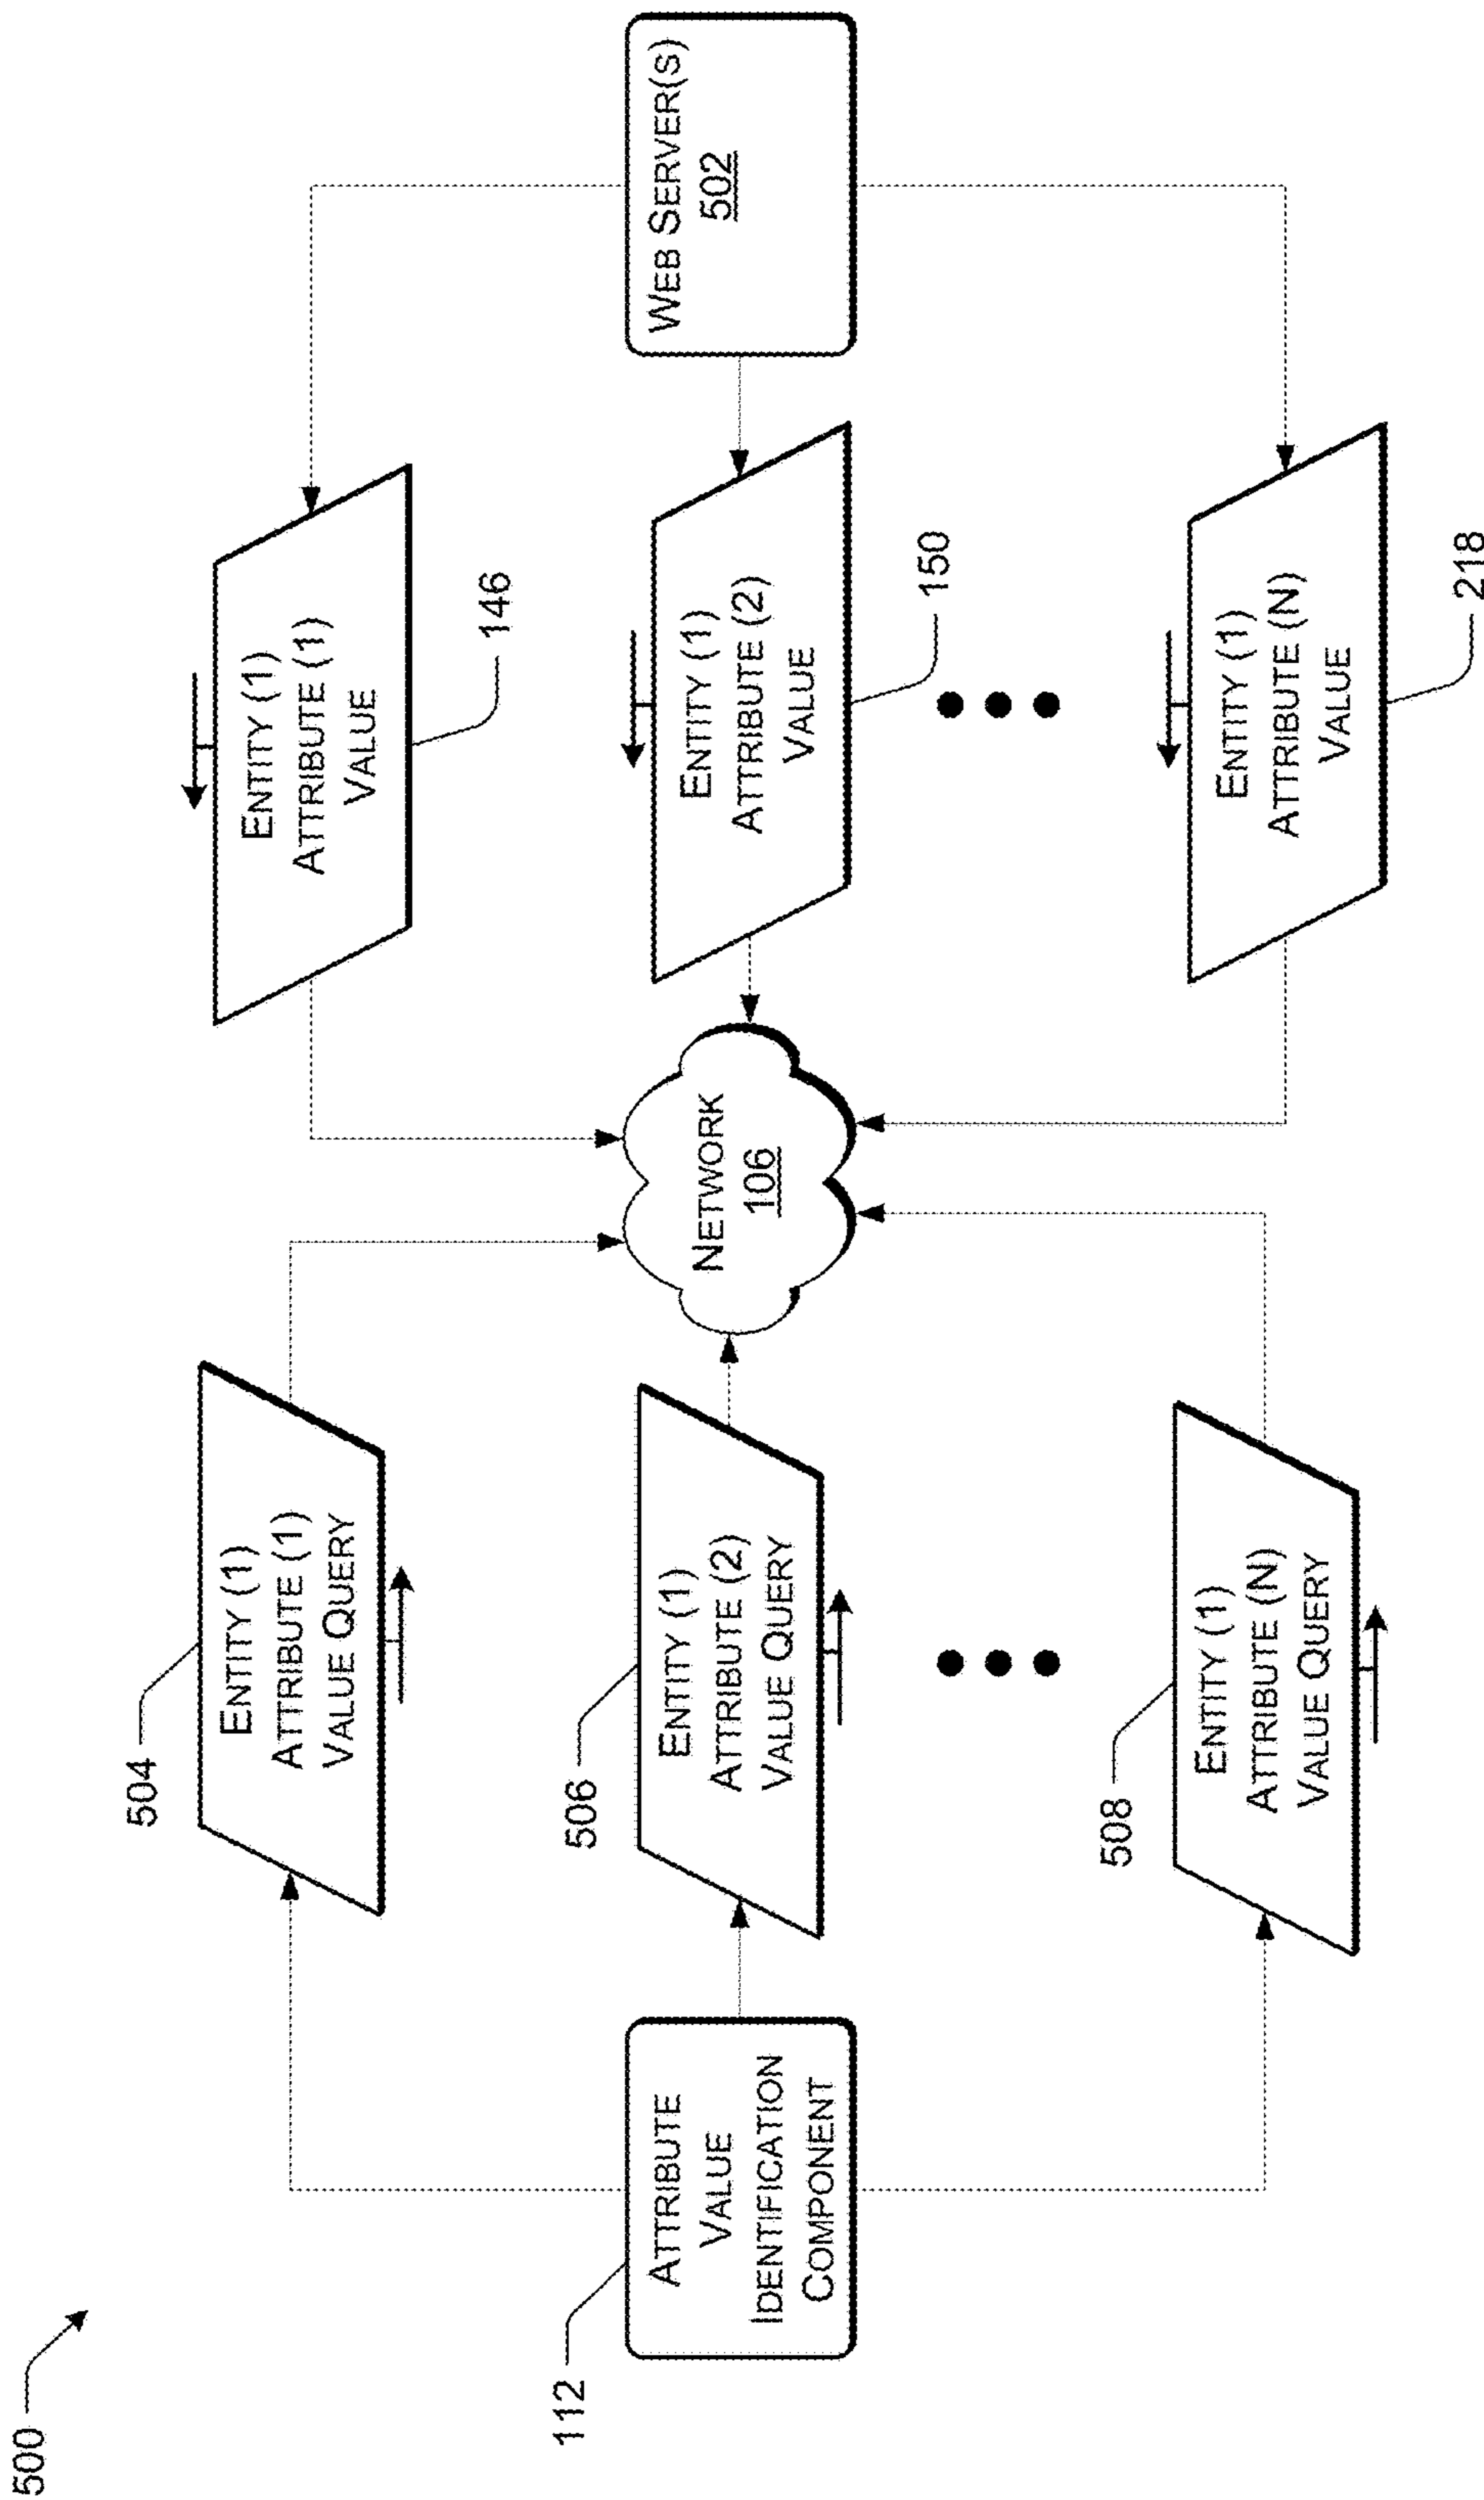 500
112
ATTRIBUTE
VALUE
IDENTIFICATION
COMPONENT
504
ENTITY (1)
ATTRIBUTE (1)
VALUE QUERY
506
ENTITY (1)
ATTRIBUTE (2)
VALUE QUERY
508
ENTITY (1)
ATTRIBUTE (N)
VALUE QUERY
NETWORK
106
ENTITY (1)
ATTRIBUTE (1)
VALUE
146
ENTITY (1)
ATTRIBUTE (2)
VALUE
150
ENTITY (1)
ATTRIBUTE (N)
VALUE
218
WEB SERVER(S)
502